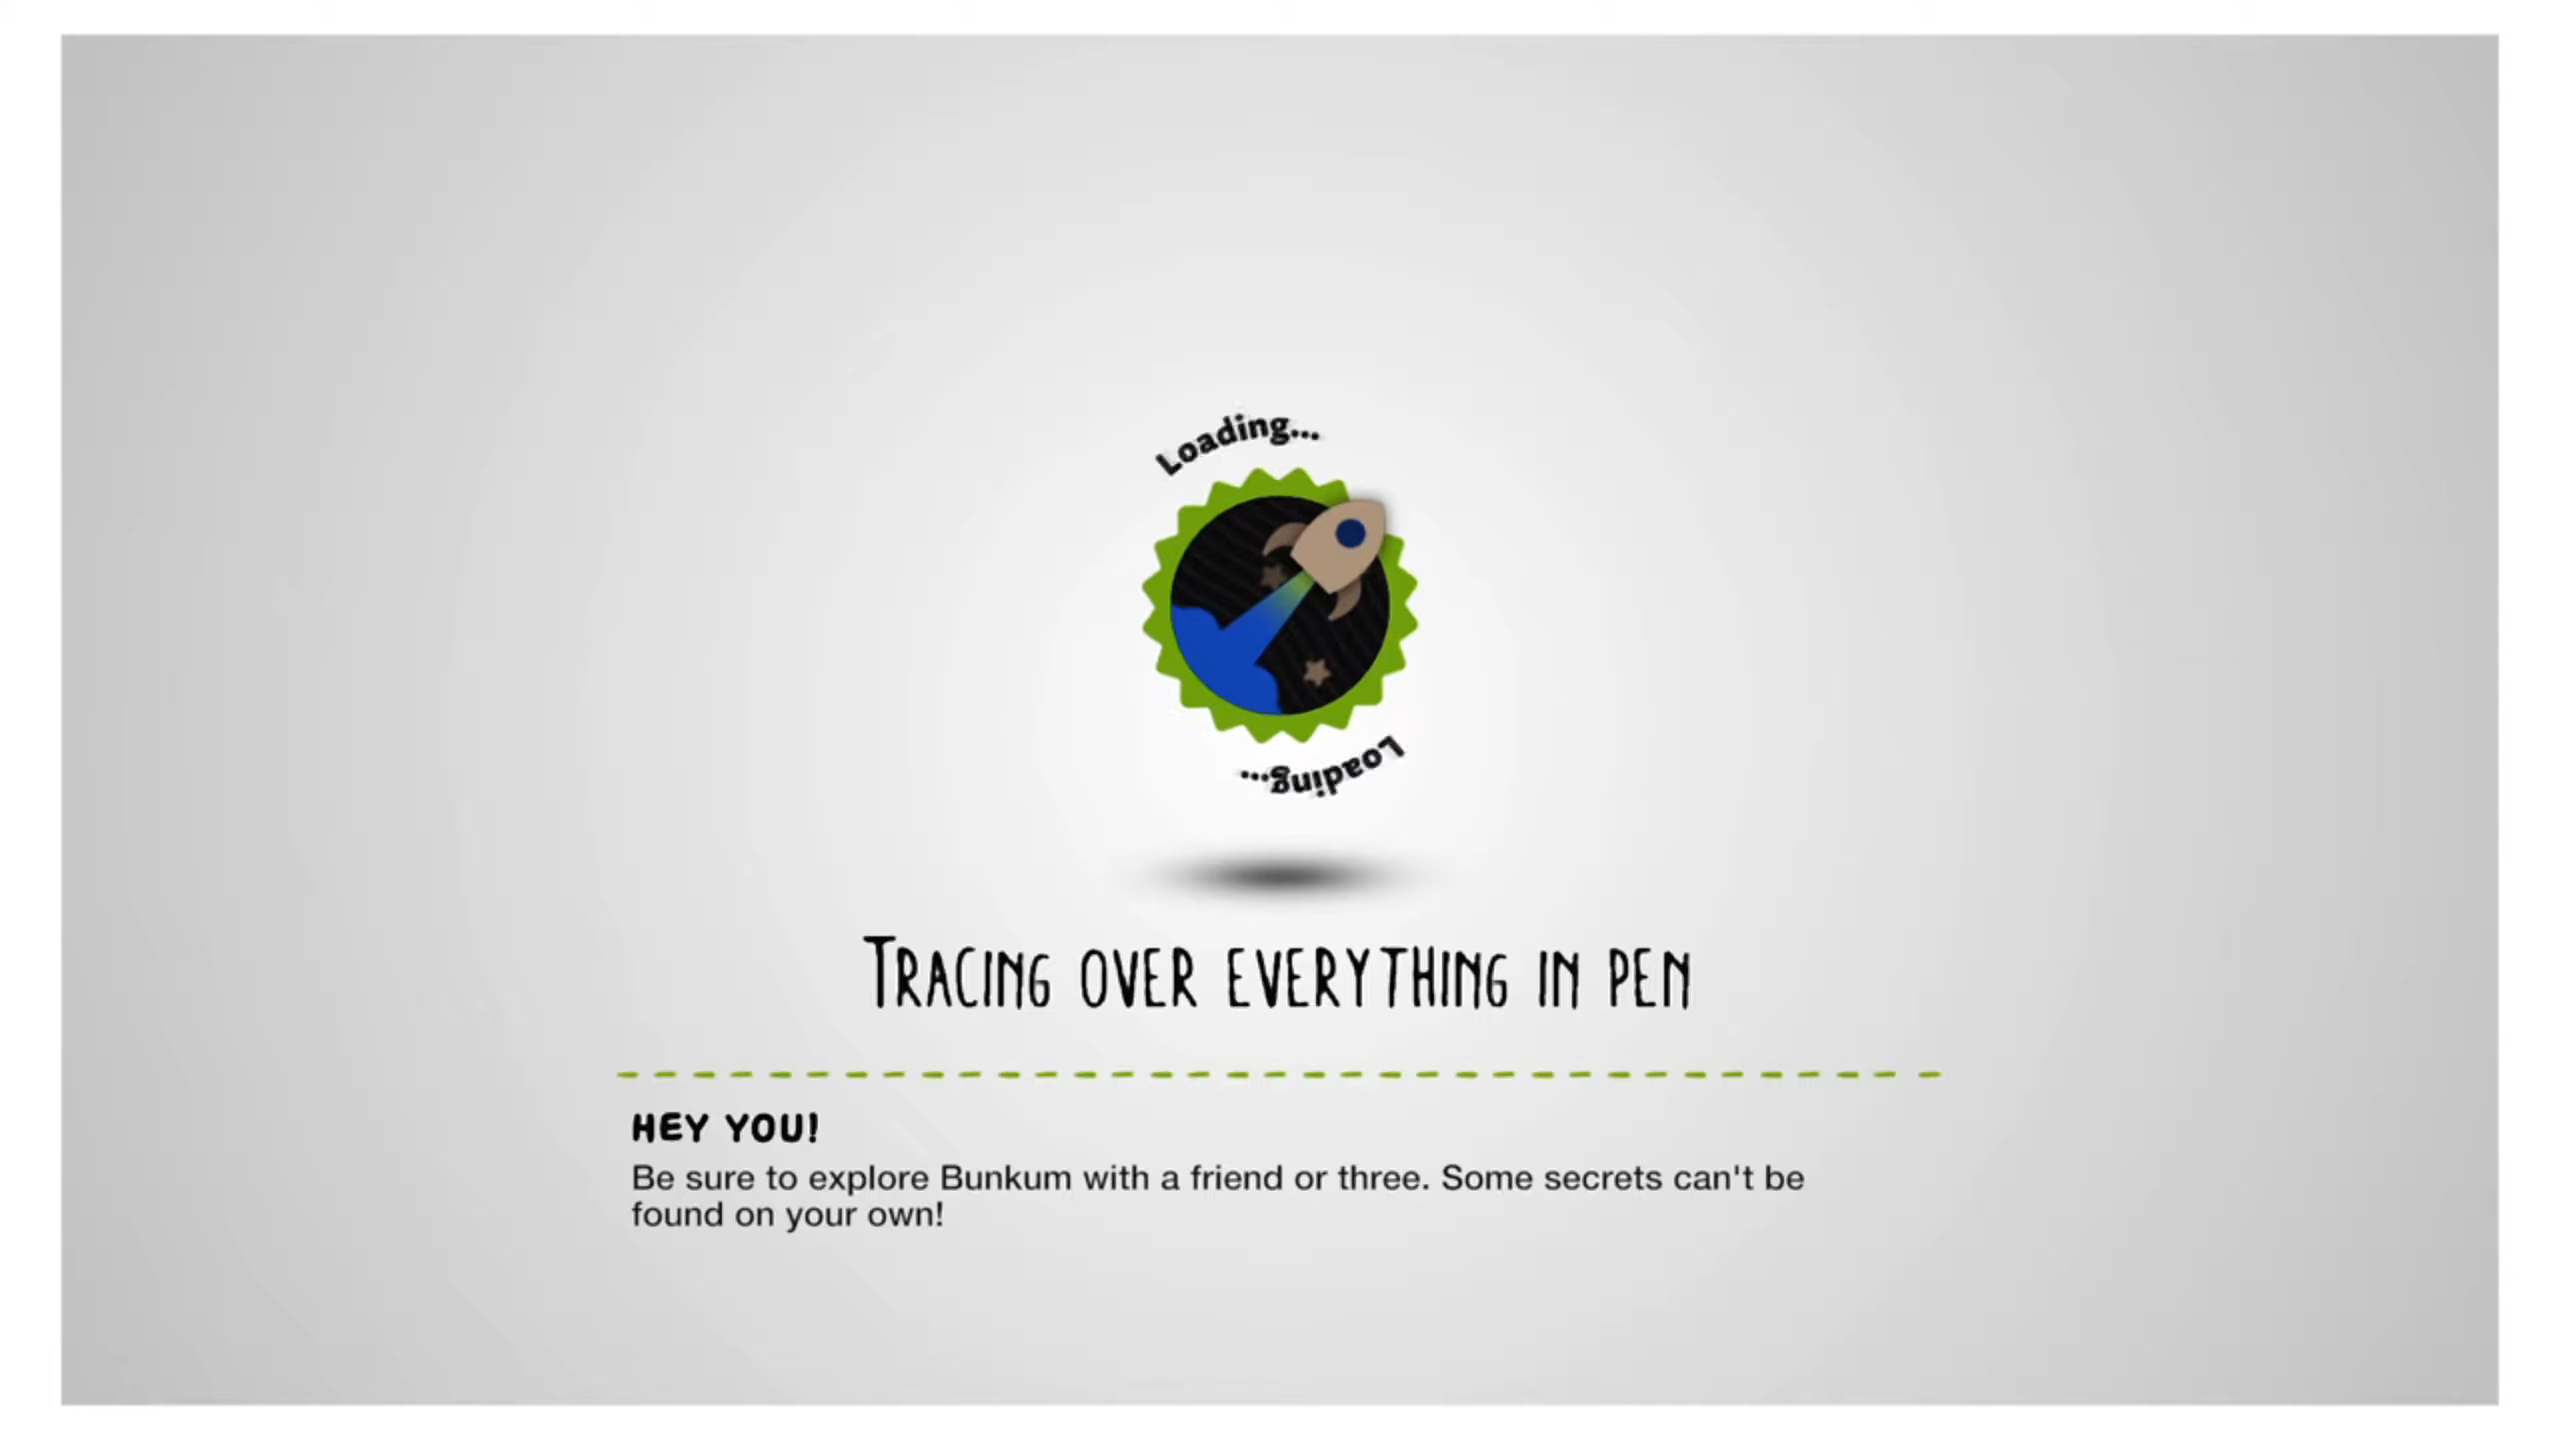 Loading...
Loading...
Tracing over everything in pen
HEY YOU!
Be sure to explore Bunkum with a friend or three. Some secrets can't be
found on your own!